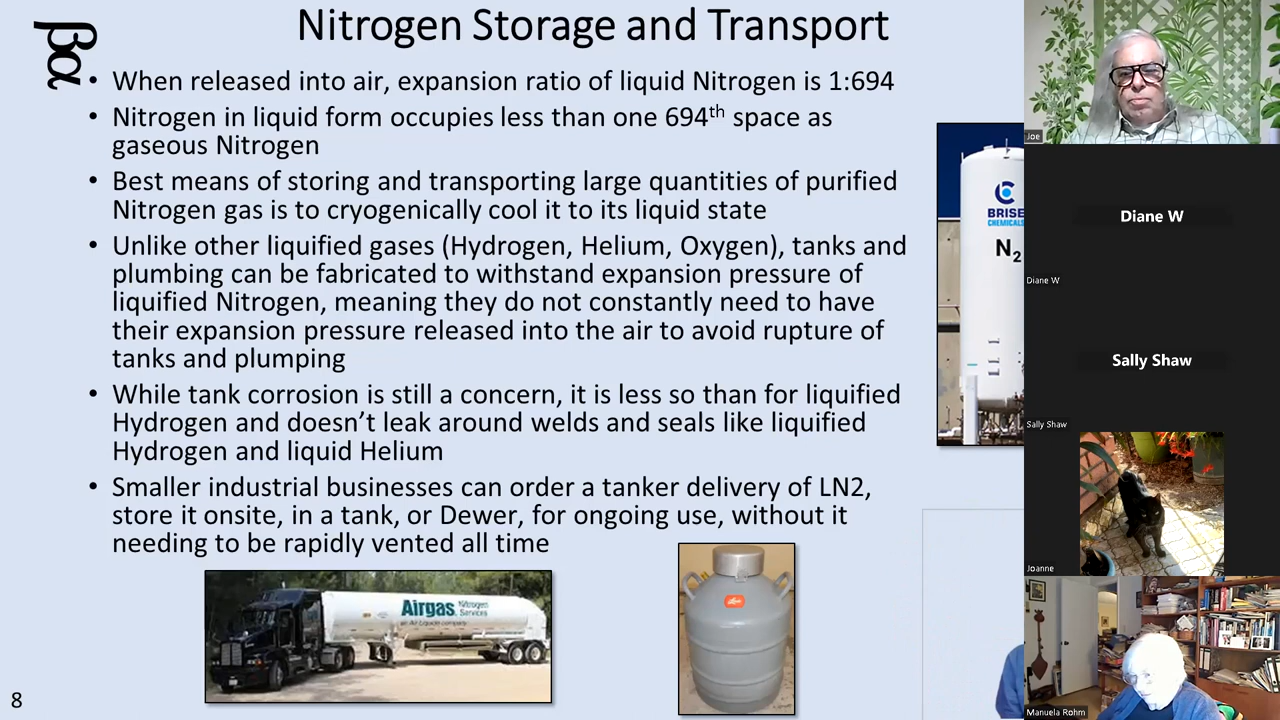 Nitrogen Storage and Transport
βα
• When released into air, expansion ratio of liquid Nitrogen is 1:694
• Nitrogen in liquid form occupies less than one 694th space as
gaseous Nitrogen
• Best means of storing and transporting large quantities of purified
Nitrogen gas is to cryogenically cool it to its liquid state
• Unlike other liquified gases (Hydrogen, Helium, Oxygen), tanks and
plumbing can be fabricated to withstand expansion pressure of
liquified Nitrogen, meaning they do not constantly need to have
their expansion pressure released into the air to avoid rupture of
tanks and plumping
• While tank corrosion is still a concern, it is less so than for liquified
Hydrogen and doesn't leak around welds and seals like liquified
Hydrogen and liquid Helium
• Smaller industrial businesses can order a tanker delivery of LN2,
store it onsite, in a tank, or Dewer, for ongoing use, without it
needing to be rapidly vented all time
BRISE
CHEMICALS
N2
Airgas Nitrogen
Services
an Air Liquide company
8
Joe
Diane W
Diane W
Sally Shaw
Sally Shaw
Joanne
Manuela Rohm